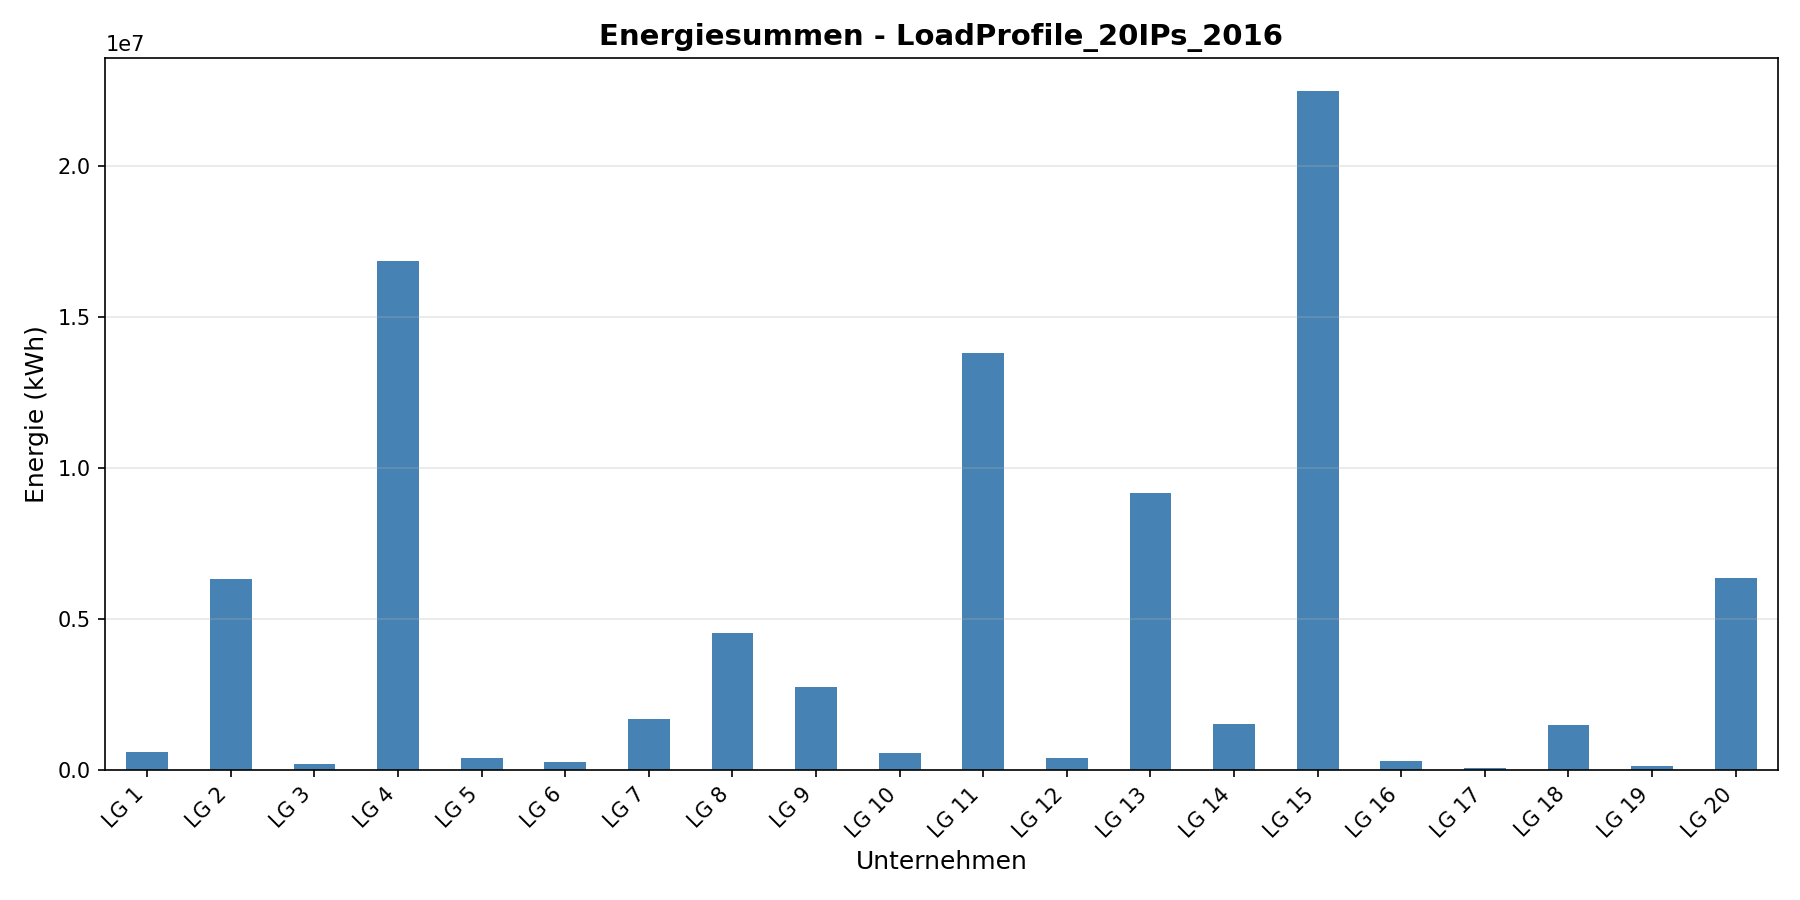 Energiesummen - LoadProfile_20IPs_2016
1e7
2.0
1.5
1.0
0.5
0.0
Energie (kWh)
LG 1
LG 2
LG 3
LG 4
LG 5
LG 6
LG 7
LG 8
LG 9
LG 10
LG 11
LG 12
LG 13
LG 14
LG 15
LG 16
LG 17
LG 18
LG 19
LG 20
Unternehmen